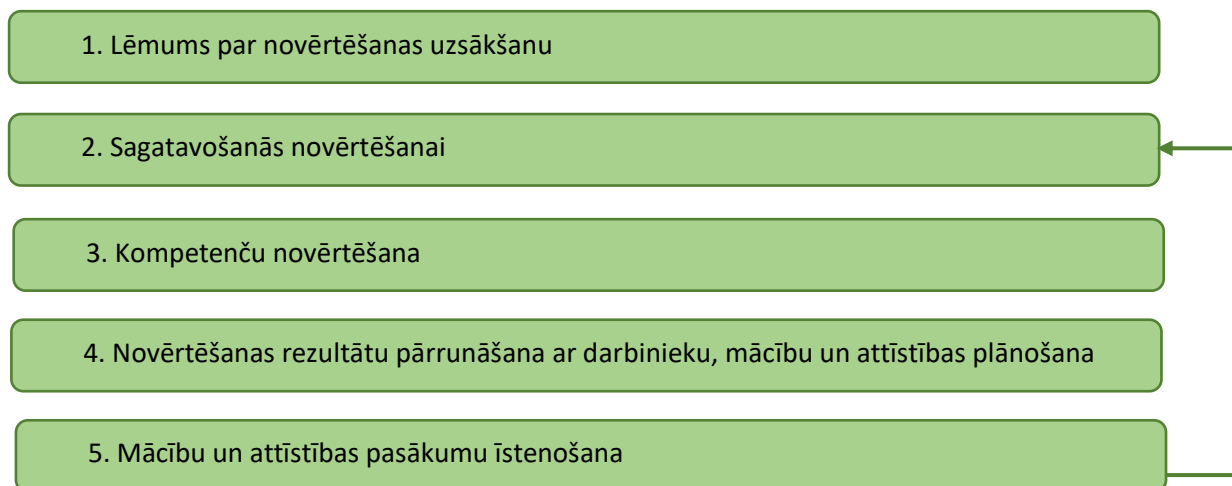 1. Lēmums par novērtēšanas uzsākšanu
2. Sagatavošanās novērtēšanai
3. Kompetenču novērtēšana
4. Novērtēšanas rezultātu pārrunāšana ar darbinieku, mācību un attīstības plānošana
5. Mācību un attīstības pasākumu īstenošana